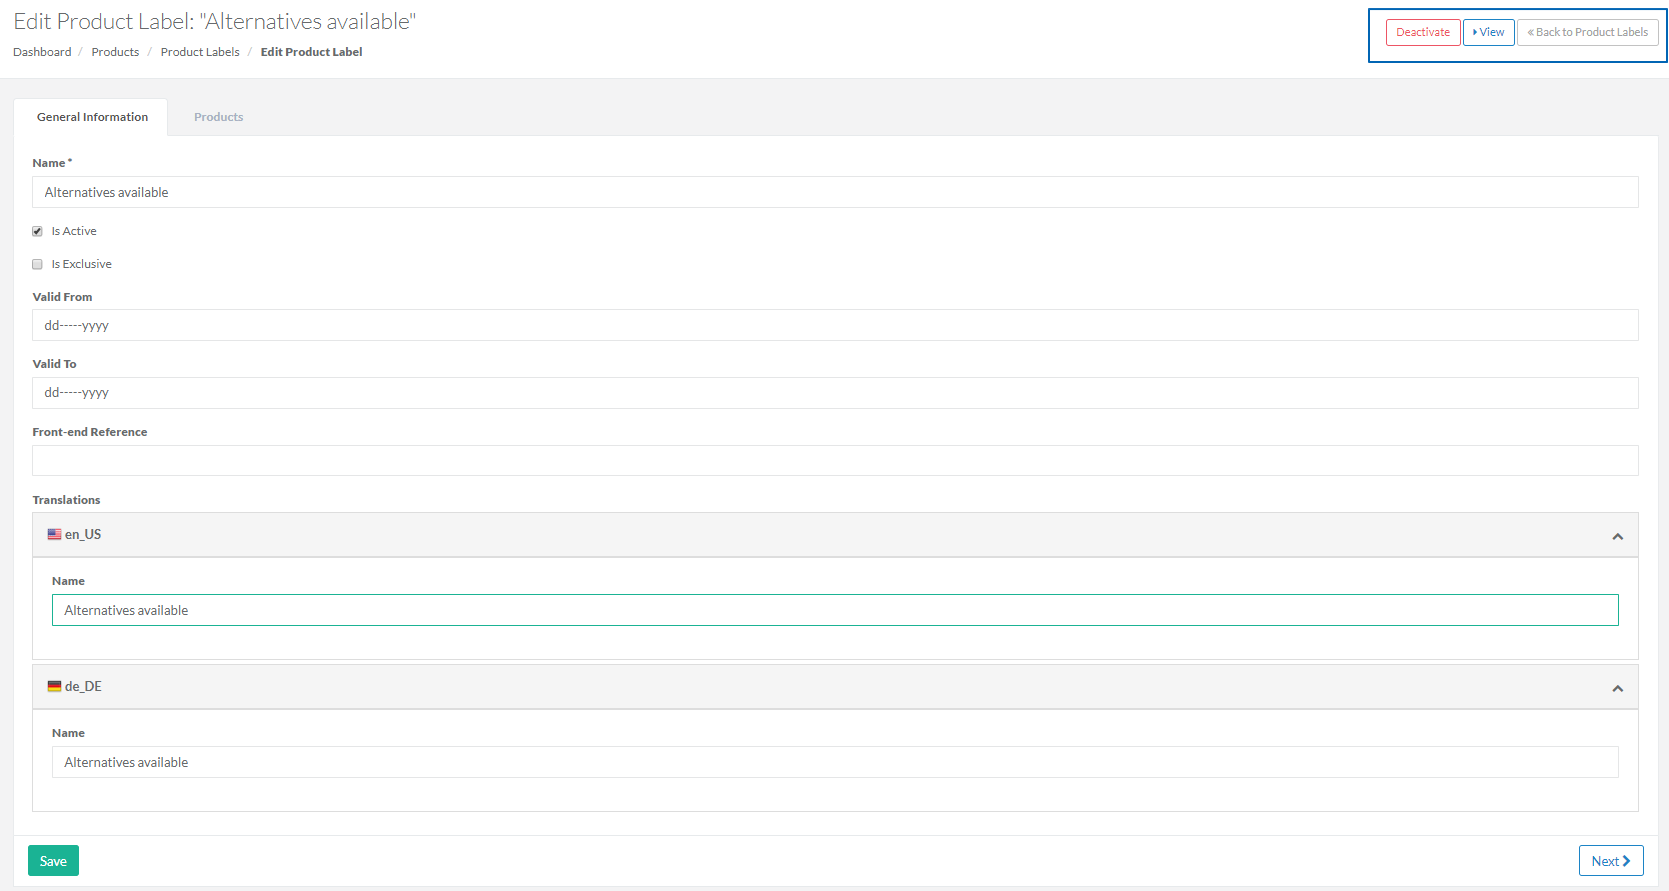 Edit Product Label: "Alternatives available"
Deactivate View « Back to Product Labels
Dashboard / Products / Product Labels / Edit Product Label
General Information Products
Name *
Alternatives available
Is Active
Is Exclusive
Valid From
dd-----yyyy
Valid To
dd-----yyyy
Front-end Reference
Translations
en_US
Name
Alternatives available
de_DE
Name
Alternatives available
Save Next